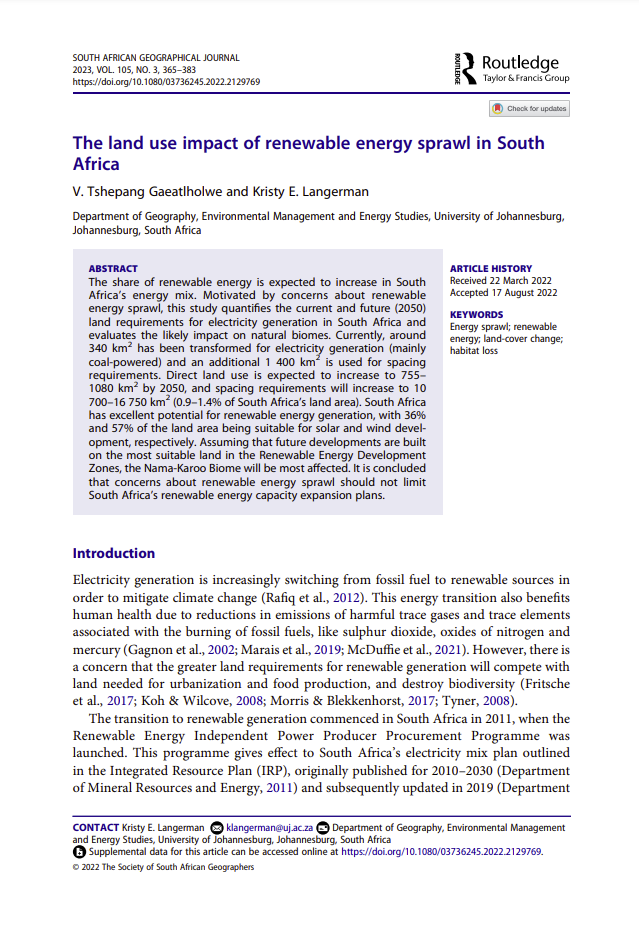 SOUTH AFRICAN GEOGRAPHICAL JOURNAL
2023, VOL. 105, NO. 3, 365–383
https://doi.org/10.1080/03736245.2022.2129769
ROUTLEDGE
Routledge
Taylor & Francis Group
Check for updates
The land use impact of renewable energy sprawl in South
Africa
V. Tshepang Gaeatlholwe and Kristy E. Langerman
Department of Geography, Environmental Management and Energy Studies, University of Johannesburg,
Johannesburg, South Africa
ABSTRACT
The share of renewable energy is expected to increase in South
Africa’s energy mix. Motivated by concerns about renewable
energy sprawl, this study quantifies the current and future (2050)
land requirements for electricity generation in South Africa and
evaluates the likely impact on natural biomes. Currently, around
340 km² has been transformed for electricity generation (mainly
coal-powered) and an additional 1 400 km² is used for spacing
requirements. Direct land use is expected to increase to 755–
1080 km² by 2050, and spacing requirements will increase to 10
700–16 750 km² (0.9–1.4% of South Africa’s land area). South Africa
has excellent potential for renewable energy generation, with 36%
and 57% of the land area being suitable for solar and wind devel-
opment, respectively. Assuming that future developments are built
on the most suitable land in the Renewable Energy Development
Zones, the Nama-Karoo Biome will be most affected. It is concluded
that concerns about renewable energy sprawl should not limit
South Africa’s renewable energy capacity expansion plans.
ARTICLE HISTORY
Received 22 March 2022
Accepted 17 August 2022
KEYWORDS
Energy sprawl; renewable
energy; land-cover change;
habitat loss
Introduction
Electricity generation is increasingly switching from fossil fuel to renewable sources in
order to mitigate climate change (Rafiq et al., 2012). This energy transition also benefits
human health due to reductions in emissions of harmful trace gases and trace elements
associated with the burning of fossil fuels, like sulphur dioxide, oxides of nitrogen and
mercury (Gagnon et al., 2002; Marais et al., 2019; McDuffie et al., 2021). However, there is
a concern that the greater land requirements for renewable generation will compete with
land needed for urbanization and food production, and destroy biodiversity (Fritsche
et al., 2017; Koh & Wilcove, 2008; Morris & Blekkenhorst, 2017; Tyner, 2008).
The transition to renewable generation commenced in South Africa in 2011, when the
Renewable Energy Independent Power Producer Procurement Programme was
launched. This programme gives effect to South Africa’s electricity mix plan outlined
in the Integrated Resource Plan (IRP), originally published for 2010–2030 (Department
of Mineral Resources and Energy, 2011) and subsequently updated in 2019 (Department
CONTACT Kristy E. Langerman klangerman@uj.ac.za Department of Geography, Environmental Management
and Energy Studies, University of Johannesburg, Johannesburg, South Africa
Supplemental data for this article can be accessed online at https://doi.org/10.1080/03736245.2022.2129769.
© 2022 The Society of South African Geographers